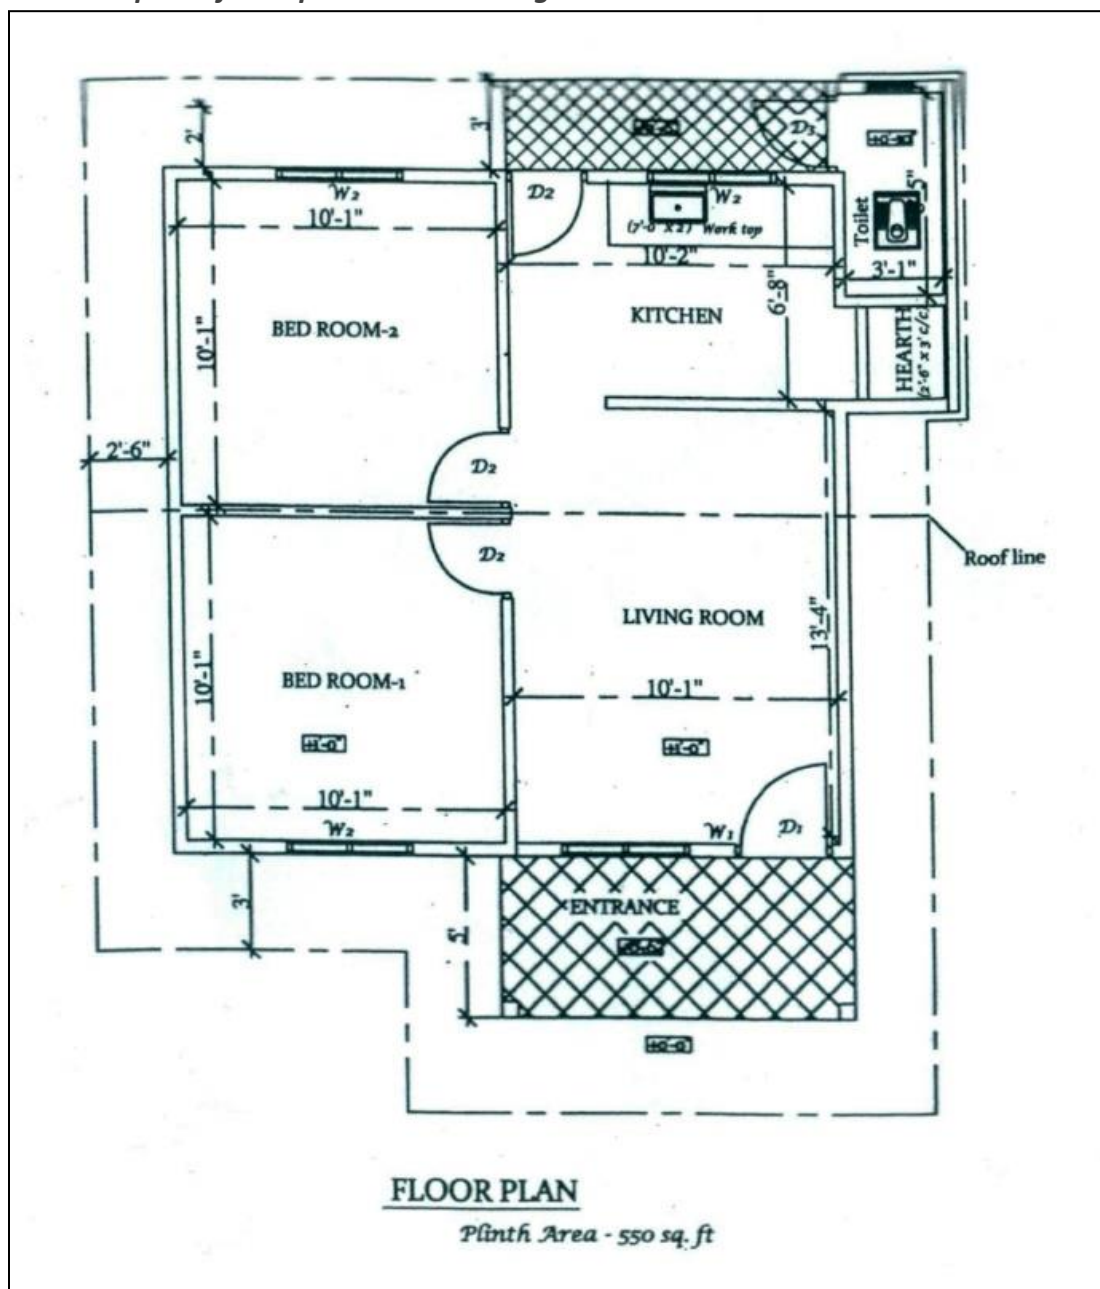 D3
+0'-10"
2'
3'
W2
D2
W2
10'-1"
(7'-0" x 2') Work top
10'-2"
Toilet
3'-1"
6'-8"
BED ROOM-2
KITCHEN
HEARTH
(2'-6" x 3' c/c)
10'-1"
2'-6"
D2
D2
Roof line
LIVING ROOM
13'-4"
BED ROOM-1
10'-1"
10'-1"
+1'-0"
+1'-0"
10'-1"
W2
W1
D1
3'
5'
ENTRANCE
+0'-0"
FLOOR PLAN
Plinth Area - 550 sq. ft